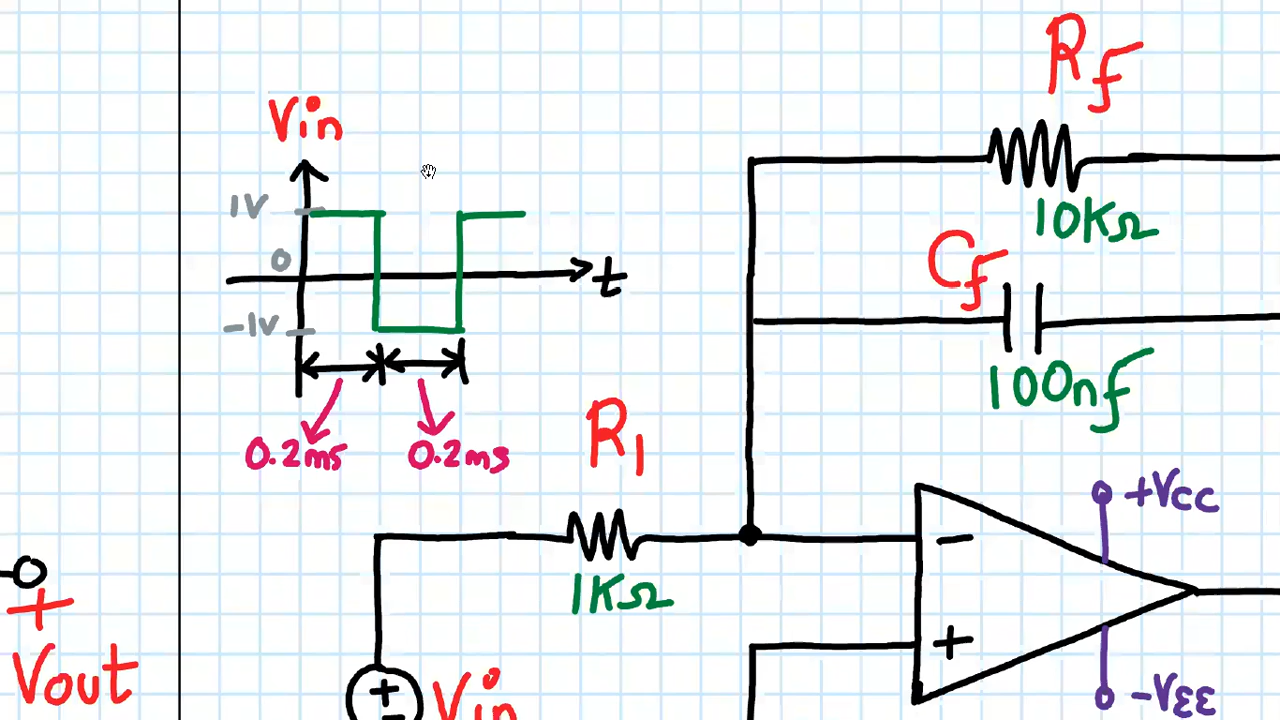 Vin
1V
0
-1V
t
0.2ms
0.2ms
Rf
10KΩ
Cf
100nf
R1
1KΩ
+VCC
-
+
-VEE
+
Vout
+
-
Vin